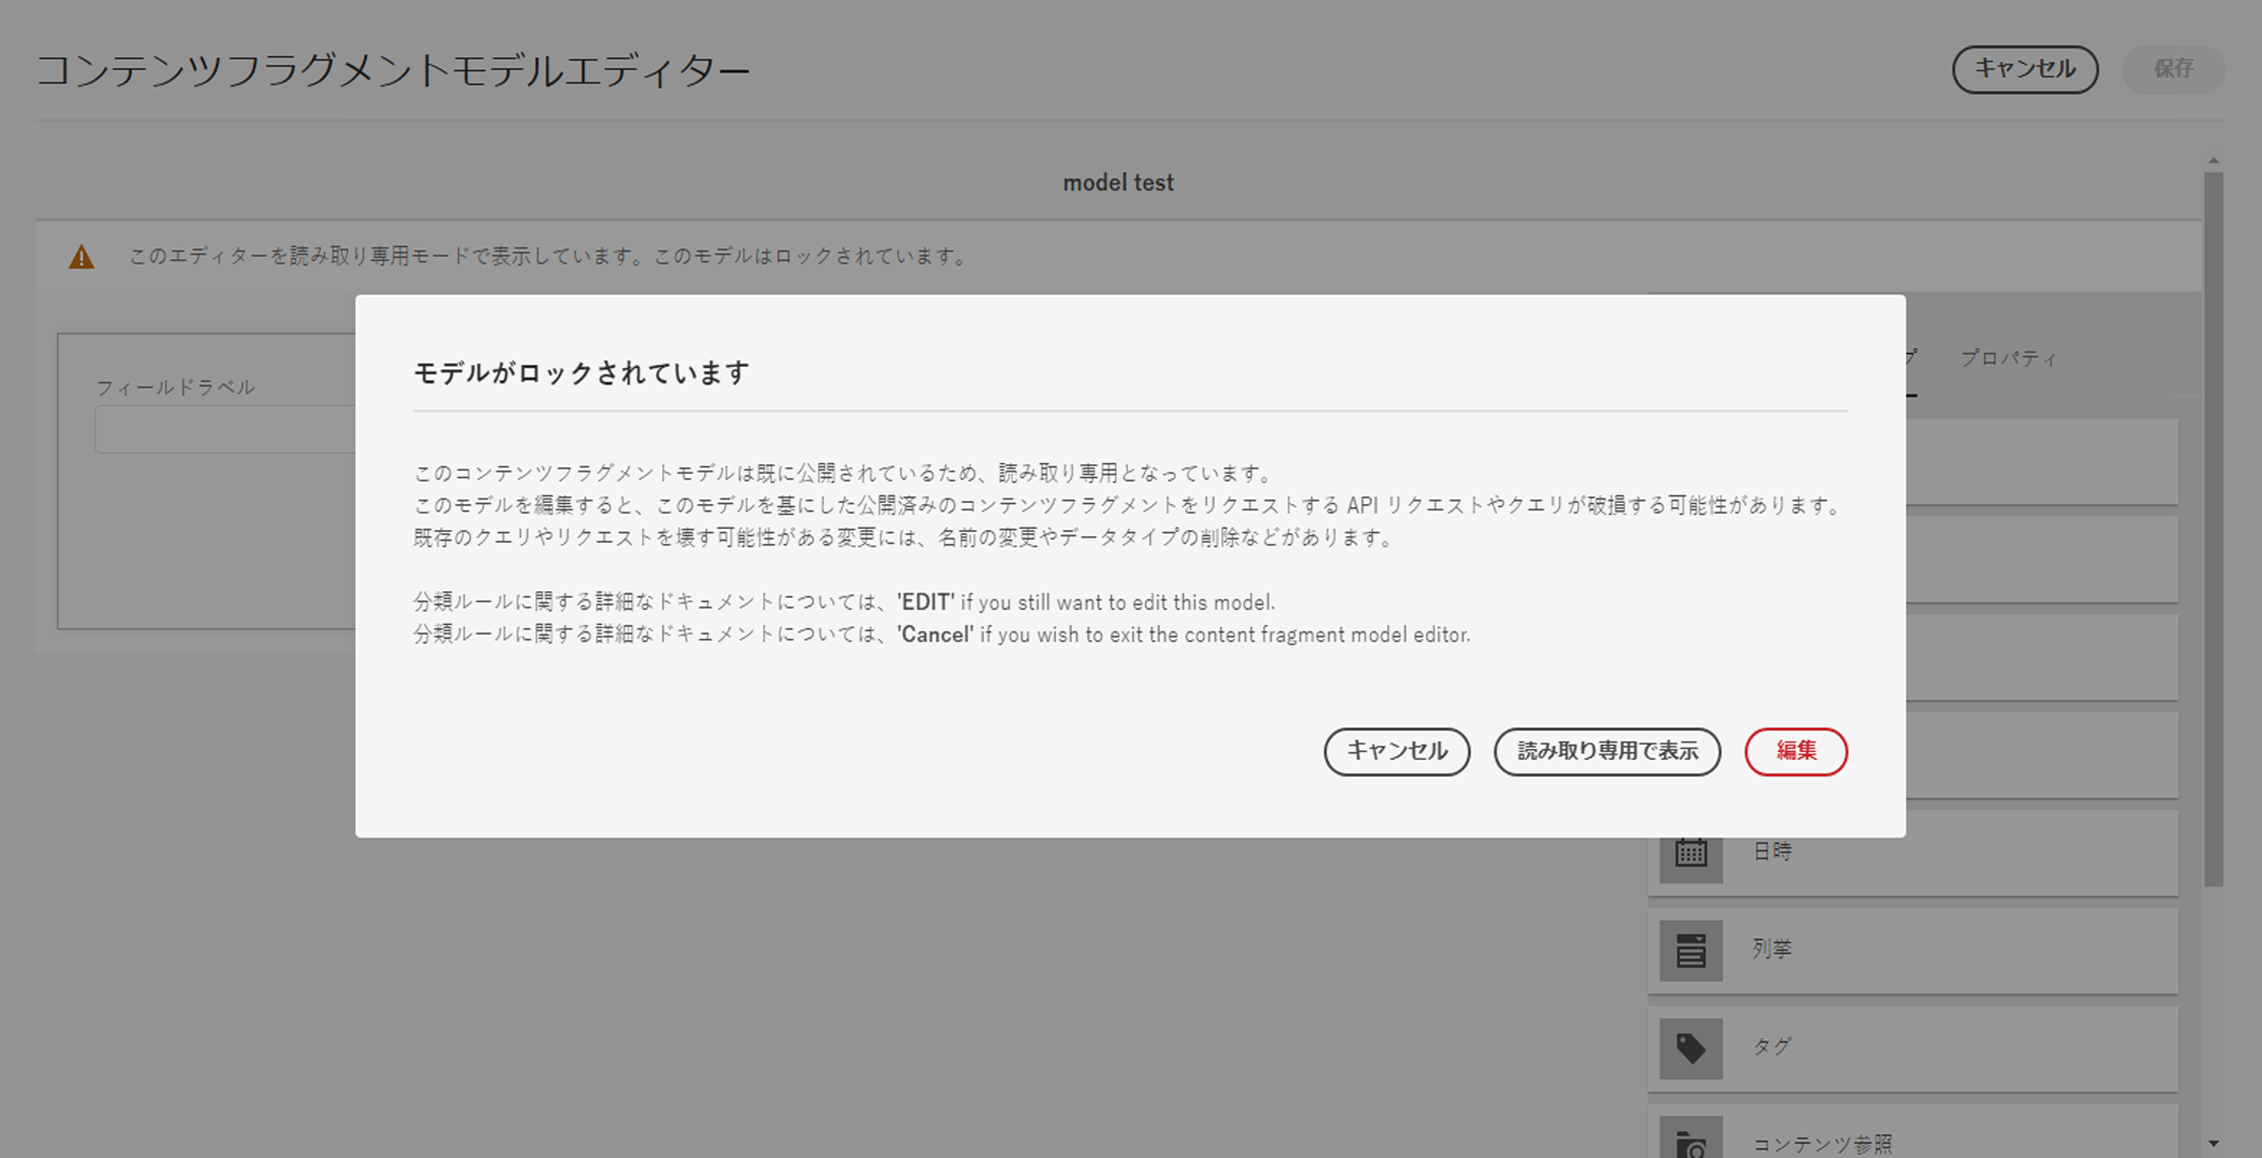 コンテンツフラグメントモデルエディター
キャンセル
保存
model test
このエディターを読み取り専用モードで表示しています。このモデルはロックされています。
フィールドラベル
プ
プロパティ
モデルがロックされています
このコンテンツフラグメントモデルは既に公開されているため、読み取り専用となっています。
このモデルを編集すると、このモデルを基にした公開済みのコンテンツフラグメントをリクエストする API リクエストやクエリが破損する可能性があります。
既存のクエリやリクエストを壊す可能性がある変更には、名前の変更やデータタイプの削除などがあります。
分類ルールに関する詳細なドキュメントについては、'EDIT' if you still want to edit this model.
分類ルールに関する詳細なドキュメントについては、'Cancel' if you wish to exit the content fragment model editor.
キャンセル
読み取り専用で表示
編集
日時
列挙
タグ
コンテンツ参照